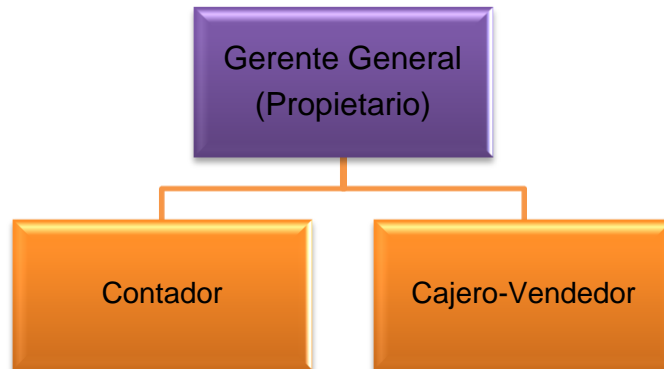 Gerente General
(Propietario)
Contador
Cajero-Vendedor